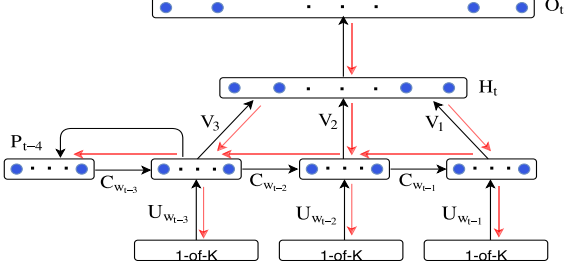 O_t
H_t
V_3 V_2 V_1
P_{t-4}
C_{w_{t-3}} C_{w_{t-2}} C_{w_{t-1}}
U_{w_{t-3}} U_{w_{t-2}} U_{w_{t-1}}
1-of-K 1-of-K 1-of-K